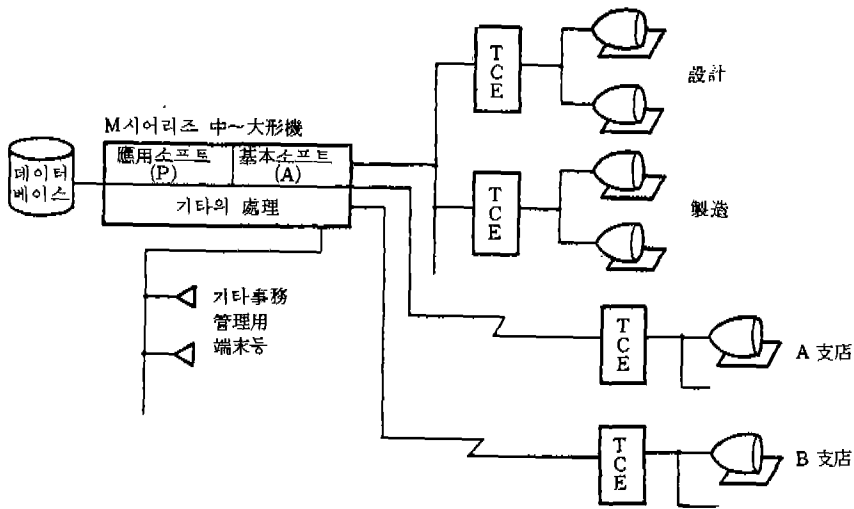 T
C
E
設計
M시어리즈 中～大形機
應用소프트
(P)
基本소프트
(A)
데이터
베이스
기타의 處理
T
C
E
製造
기타事務
管理用
端末등
T
C
E
A 支店
T
C
E
B 支店